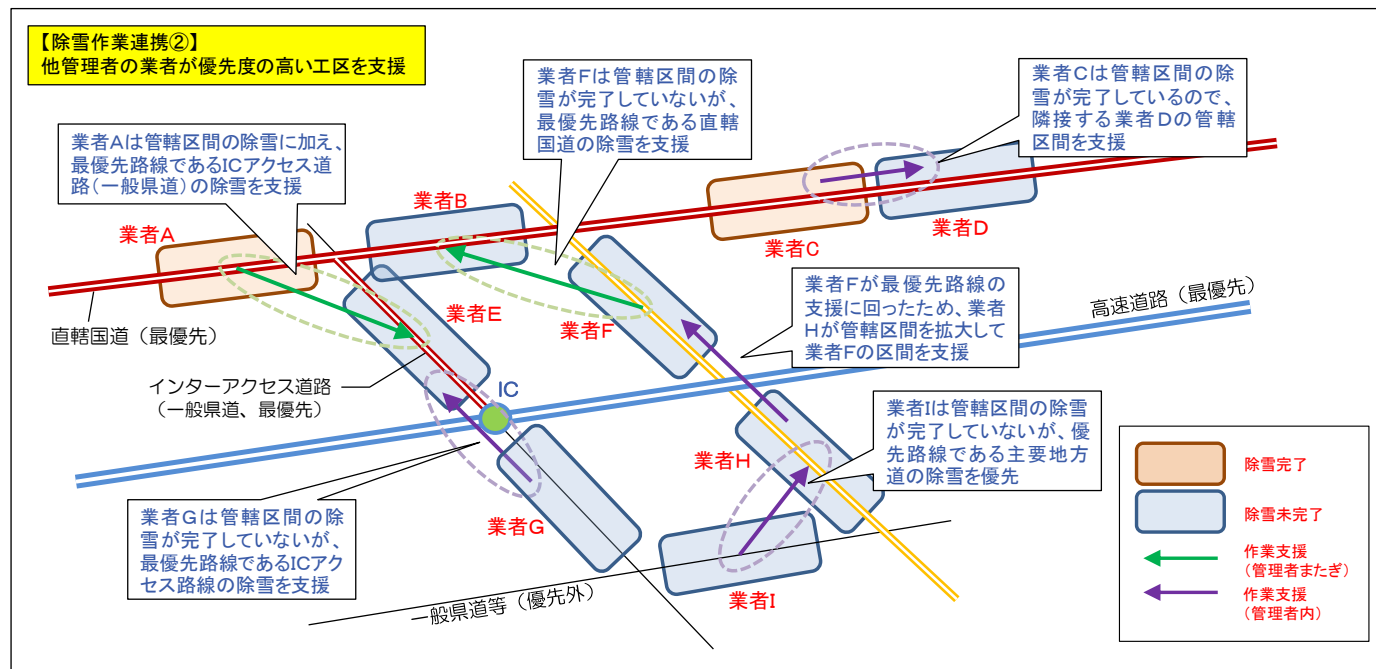 【除雪作業連携②】
他管理者の業者が優先度の高い工区を支援
業者Fは管轄区間の除
雪が完了していないが、
最優先路線である直轄
国道の除雪を支援
業者Cは管轄区間の除
雪が完了しているので、
隣接する業者Dの管轄
区間を支援
業者Aは管轄区間の除雪に加え、
最優先路線であるICアクセス道
路(一般県道)の除雪を支援
業者A
業者B
業者C
業者D
直轄国道（最優先）
業者E
業者F
業者Fが最優先路線の
支援に回ったため、業者
Hが管轄区間を拡大して
業者Fの区間を支援
高速道路（最優先）
インターアクセス道路
（一般県道、最優先）
IC
業者Iは管轄区間の除雪
が完了していないが、優
先路線である主要地方
道の除雪を優先
業者H
業者G
業者Gは管轄区間の除
雪が完了していないが、
最優先路線であるICアク
セス路線の除雪を支援
業者I
一般県道等（優先外）
除雪完了
除雪未完了
作業支援
(管理者またぎ)
作業支援
(管理者内)